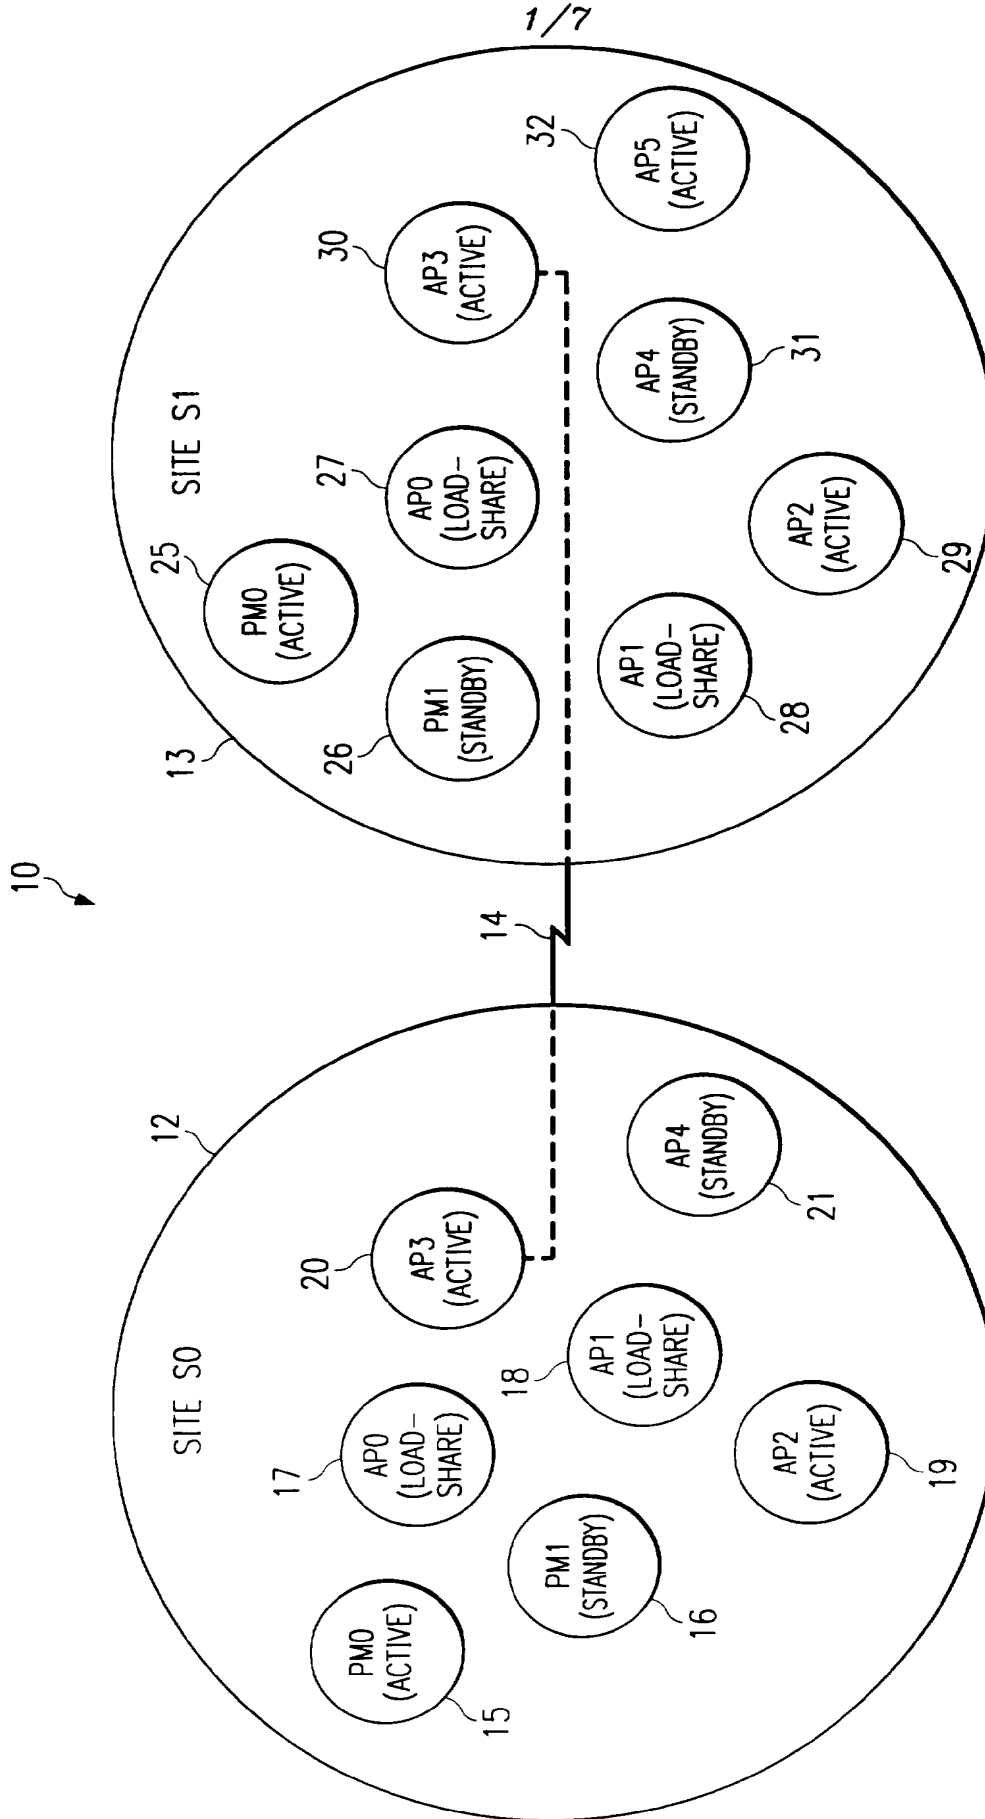 1/7
10
12
SITE S0
PM0
(ACTIVE)
15
PM1
(STANDBY)
16
AP0
(LOAD-
SHARE)
17
AP1
(LOAD-
SHARE)
18
AP2
(ACTIVE)
19
AP3
(ACTIVE)
20
AP4
(STANDBY)
21
14
13
SITE S1
PM0
(ACTIVE)
25
PM1
(STANDBY)
26
AP0
(LOAD-
SHARE)
27
AP1
(LOAD-
SHARE)
28
AP2
(ACTIVE)
29
AP3
(ACTIVE)
30
AP4
(STANDBY)
31
AP5
(ACTIVE)
32